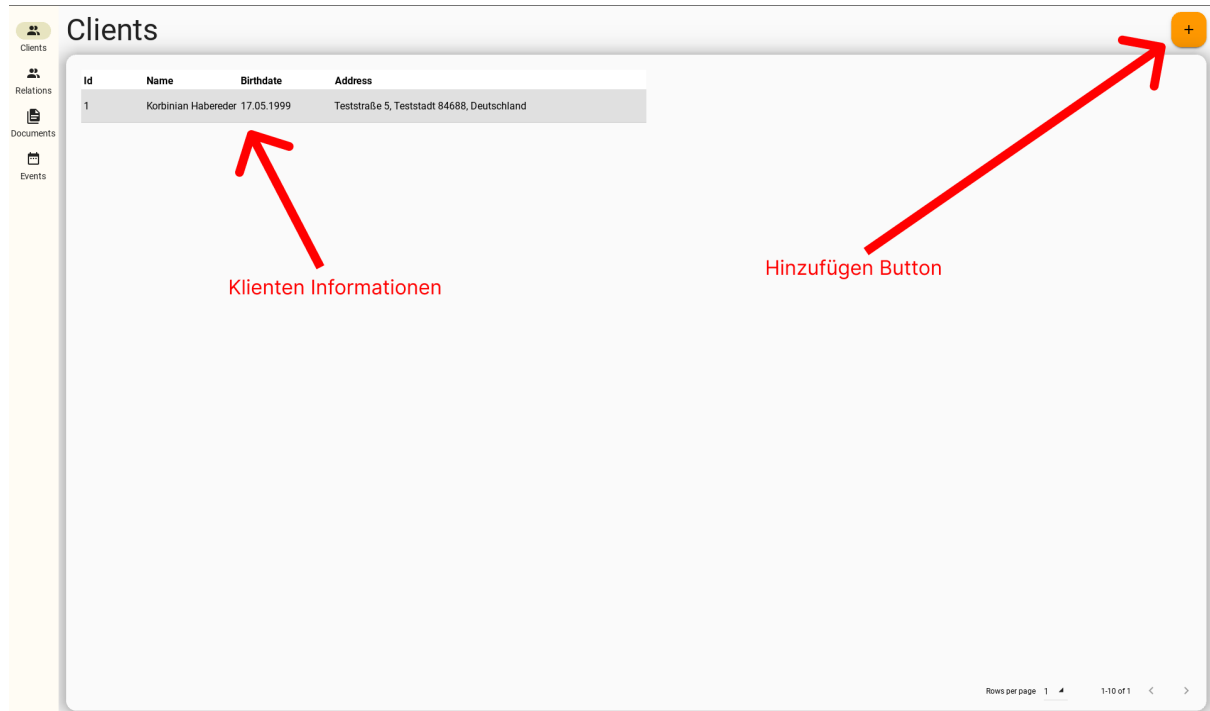 Clients
Relations
Documents
Events
Clients
+
Id Name Birthdate Address
1 Korbinian Habereder 17.05.1999 Teststraße 5, Teststadt 84688, Deutschland
Klienten Informationen
Hinzufügen Button
Rows per page 1 1-10 of 1